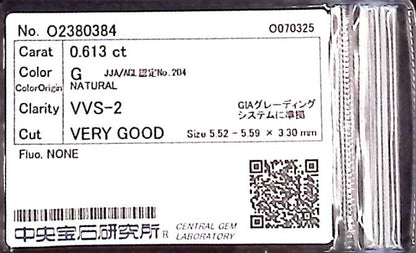 No. O2380384 O070325
Carat 0.613 ct
Color G JJA/AGL認定No.204
ColorOrigin NATURAL
Clarity VVS-2 GIAグレーディング
システムに準拠
Cut VERY GOOD Size 5.52 - 5.59 × 3.30 mm
Fluo. NONE
中央宝石研究所® CENTRAL GEM
LABORATORY